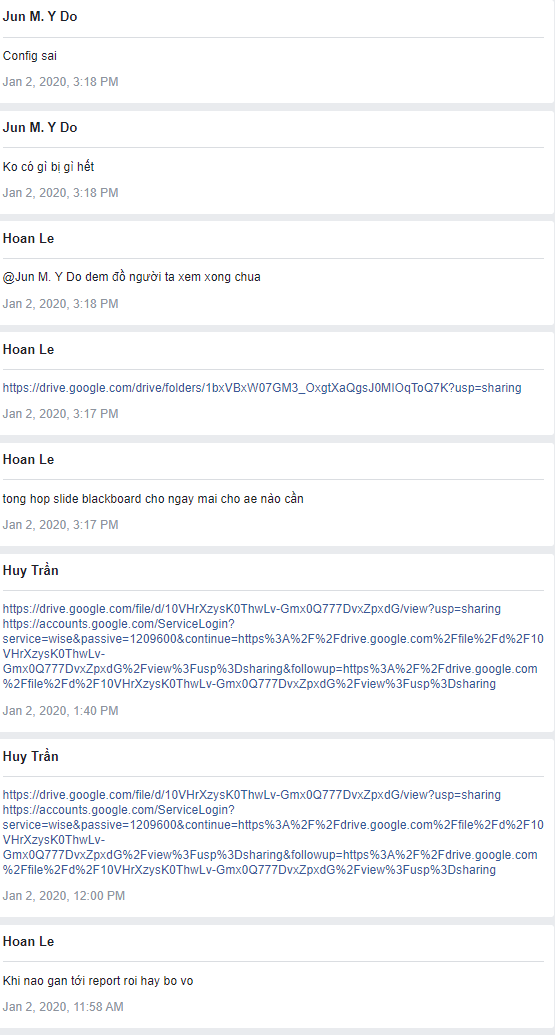 Jun M. Y Do
Config sai
Jan 2, 2020, 3:18 PM
Jun M. Y Do
Ko có gì bị gì hết
Jan 2, 2020, 3:18 PM
Hoan Le
@Jun M. Y Do dem đồ người ta xem xong chua
Jan 2, 2020, 3:18 PM
Hoan Le
https://drive.google.com/drive/folders/1bxVBxW07GM3_OxgtXaQgsJ0MIOqToQ7K?usp=sharing
Jan 2, 2020, 3:17 PM
Hoan Le
tong hop slide blackboard cho ngay mai cho ae nào cần
Jan 2, 2020, 3:17 PM
Huy Trần
https://drive.google.com/file/d/10VHrXzysK0ThwLv-Gmx0Q777DvxZpxdG/view?usp=sharing
https://accounts.google.com/ServiceLogin?
service=wise&passive=1209600&continue=https%3A%2F%2Fdrive.google.com%2Ffile%2Fd%2F10
VHrXzysK0ThwLv-
Gmx0Q777DvxZpxdG%2Fview%3Fusp%3Dsharing&followup=https%3A%2F%2Fdrive.google.com
%2Ffile%2Fd%2F10VHrXzysK0ThwLv-Gmx0Q777DvxZpxdG%2Fview%3Fusp%3Dsharing
Jan 2, 2020, 1:40 PM
Huy Trần
https://drive.google.com/file/d/10VHrXzysK0ThwLv-Gmx0Q777DvxZpxdG/view?usp=sharing
https://accounts.google.com/ServiceLogin?
service=wise&passive=1209600&continue=https%3A%2F%2Fdrive.google.com%2Ffile%2Fd%2F10
VHrXzysK0ThwLv-
Gmx0Q777DvxZpxdG%2Fview%3Fusp%3Dsharing&followup=https%3A%2F%2Fdrive.google.com
%2Ffile%2Fd%2F10VHrXzysK0ThwLv-Gmx0Q777DvxZpxdG%2Fview%3Fusp%3Dsharing
Jan 2, 2020, 12:00 PM
Hoan Le
Khi nao gan tới report roi hay bo vo
Jan 2, 2020, 11:58 AM